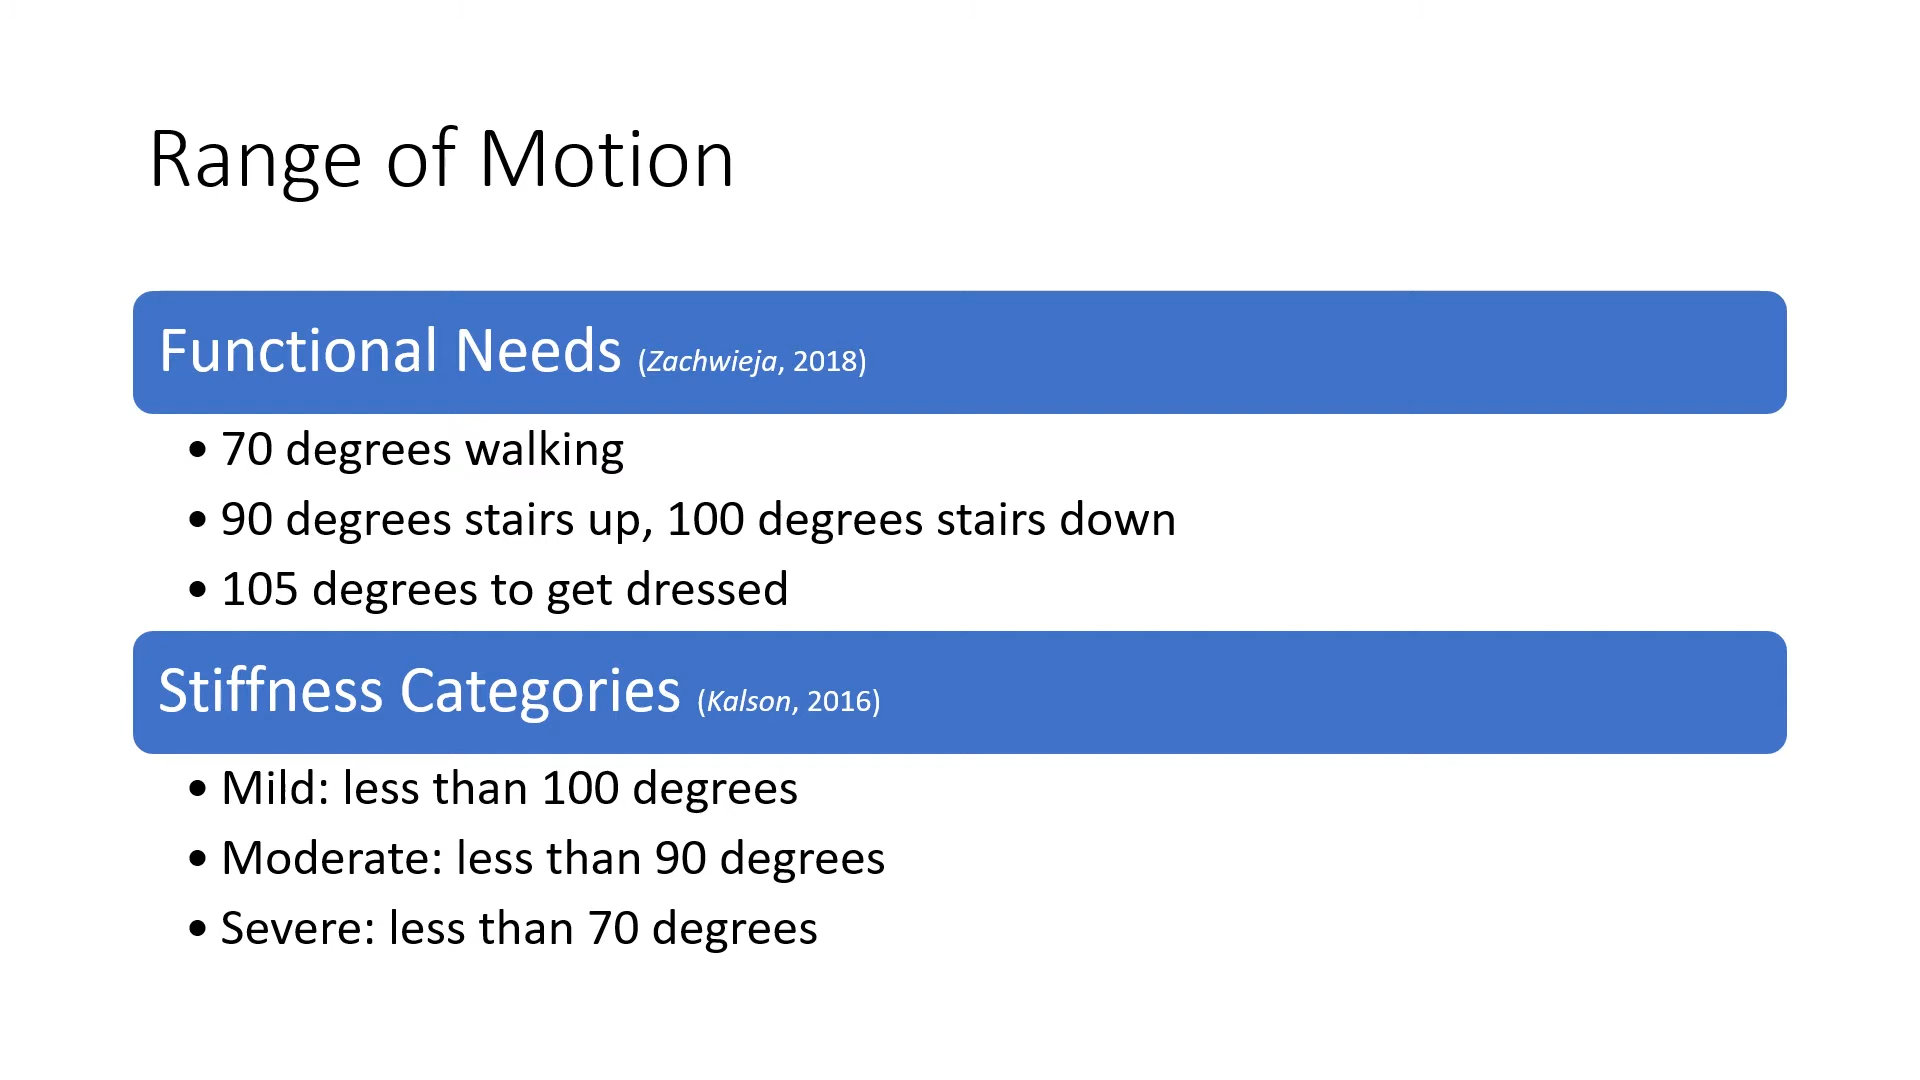 Range of Motion
Functional Needs (Zachwieja, 2018)
• 70 degrees walking
• 90 degrees stairs up, 100 degrees stairs down
• 105 degrees to get dressed
Stiffness Categories (Kalson, 2016)
• Mild: less than 100 degrees
• Moderate: less than 90 degrees
• Severe: less than 70 degrees